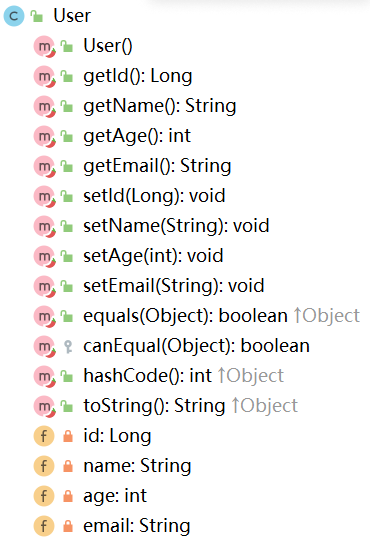 User
User()
getId(): Long
getName(): String
getAge(): int
getEmail(): String
setId(Long): void
setName(String): void
setAge(int): void
setEmail(String): void
equals(Object): boolean ↑Object
canEqual(Object): boolean
hashCode(): int ↑Object
toString(): String ↑Object
id: Long
name: String
age: int
email: String